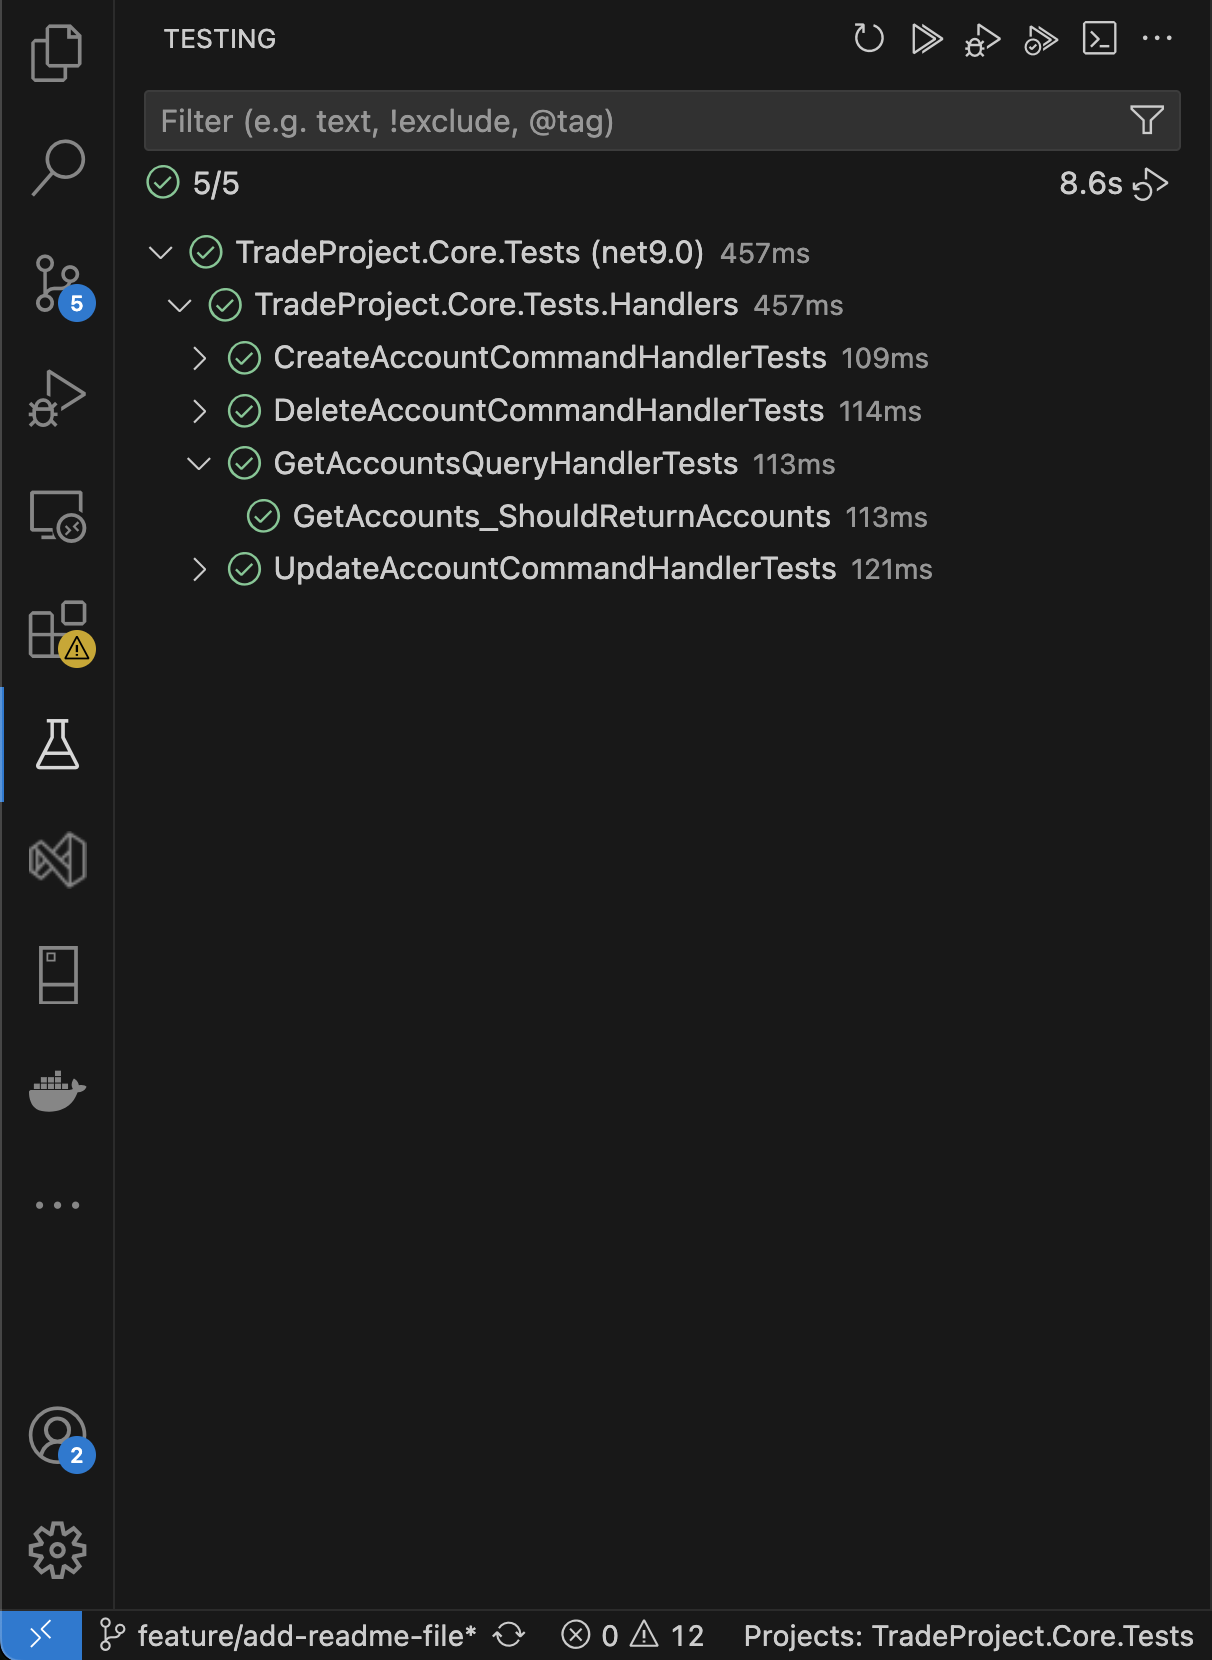 TESTING
Filter (e.g. text, !exclude, @tag)
5/5 8.6s
TradeProject.Core.Tests (net9.0) 457ms
TradeProject.Core.Tests.Handlers 457ms
CreateAccountCommandHandlerTests 109ms
DeleteAccountCommandHandlerTests 114ms
GetAccountsQueryHandlerTests 113ms
GetAccounts_ShouldReturnAccounts 113ms
UpdateAccountCommandHandlerTests 121ms
5
2
feature/add-readme-file* 0 12 Projects: TradeProject.Core.Tests